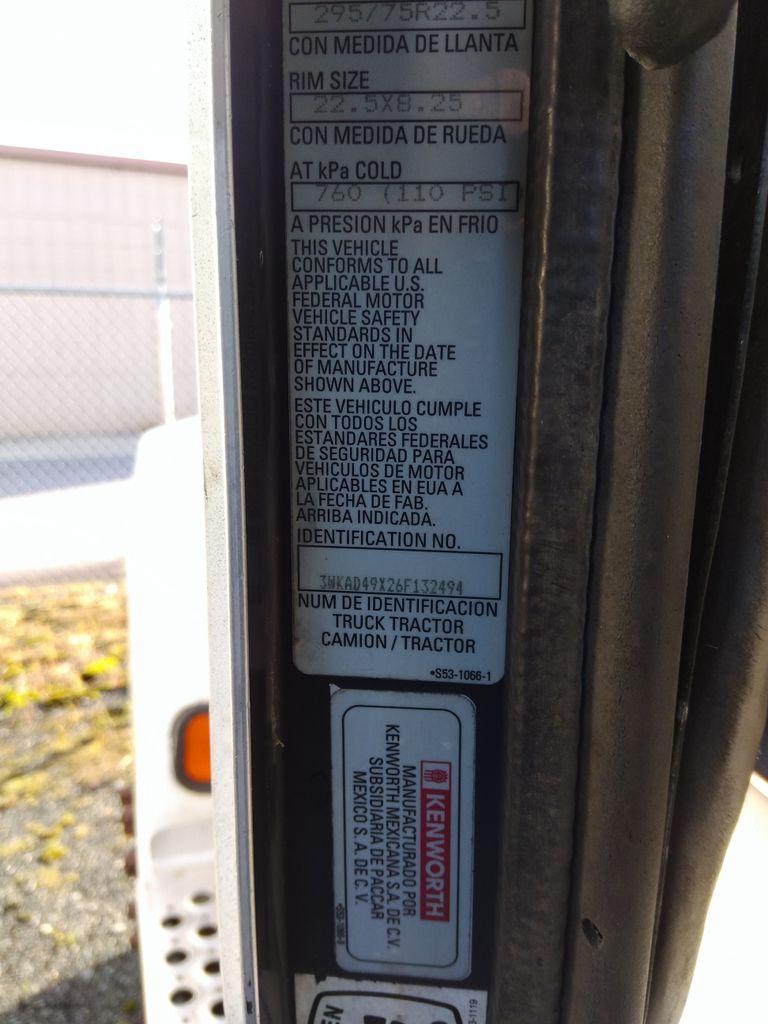 295/75R22.5
CON MEDIDA DE LLANTA
RIM SIZE
22.5X8.25
CON MEDIDA DE RUEDA
AT kPa COLD
760 (110 PSI
A PRESION kPa EN FRIO
THIS VEHICLE
CONFORMS TO ALL
APPLICABLE U.S.
FEDERAL MOTOR
VEHICLE SAFETY
STANDARDS IN
EFFECT ON THE DATE
OF MANUFACTURE
SHOWN ABOVE.
ESTE VEHICULO CUMPLE
CON TODOS LOS
ESTANDARES FEDERALES
DE SEGURIDAD PARA
VEHICULOS DE MOTOR
APLICABLES EN EUA A
LA FECHA DE FAB.
ARRIBA INDICADA.
IDENTIFICATION NO.
3WKAD49X26F132494
NUM DE IDENTIFICACION
TRUCK TRACTOR
CAMION / TRACTOR
•S53-1066-1
KENWORTH
MANUFACTURADO POR
KENWORTH MEXICANA S.A. DE C.V.
SUBSIDIARIA DE PACCAR
MEXICO S. A. DE C. V.